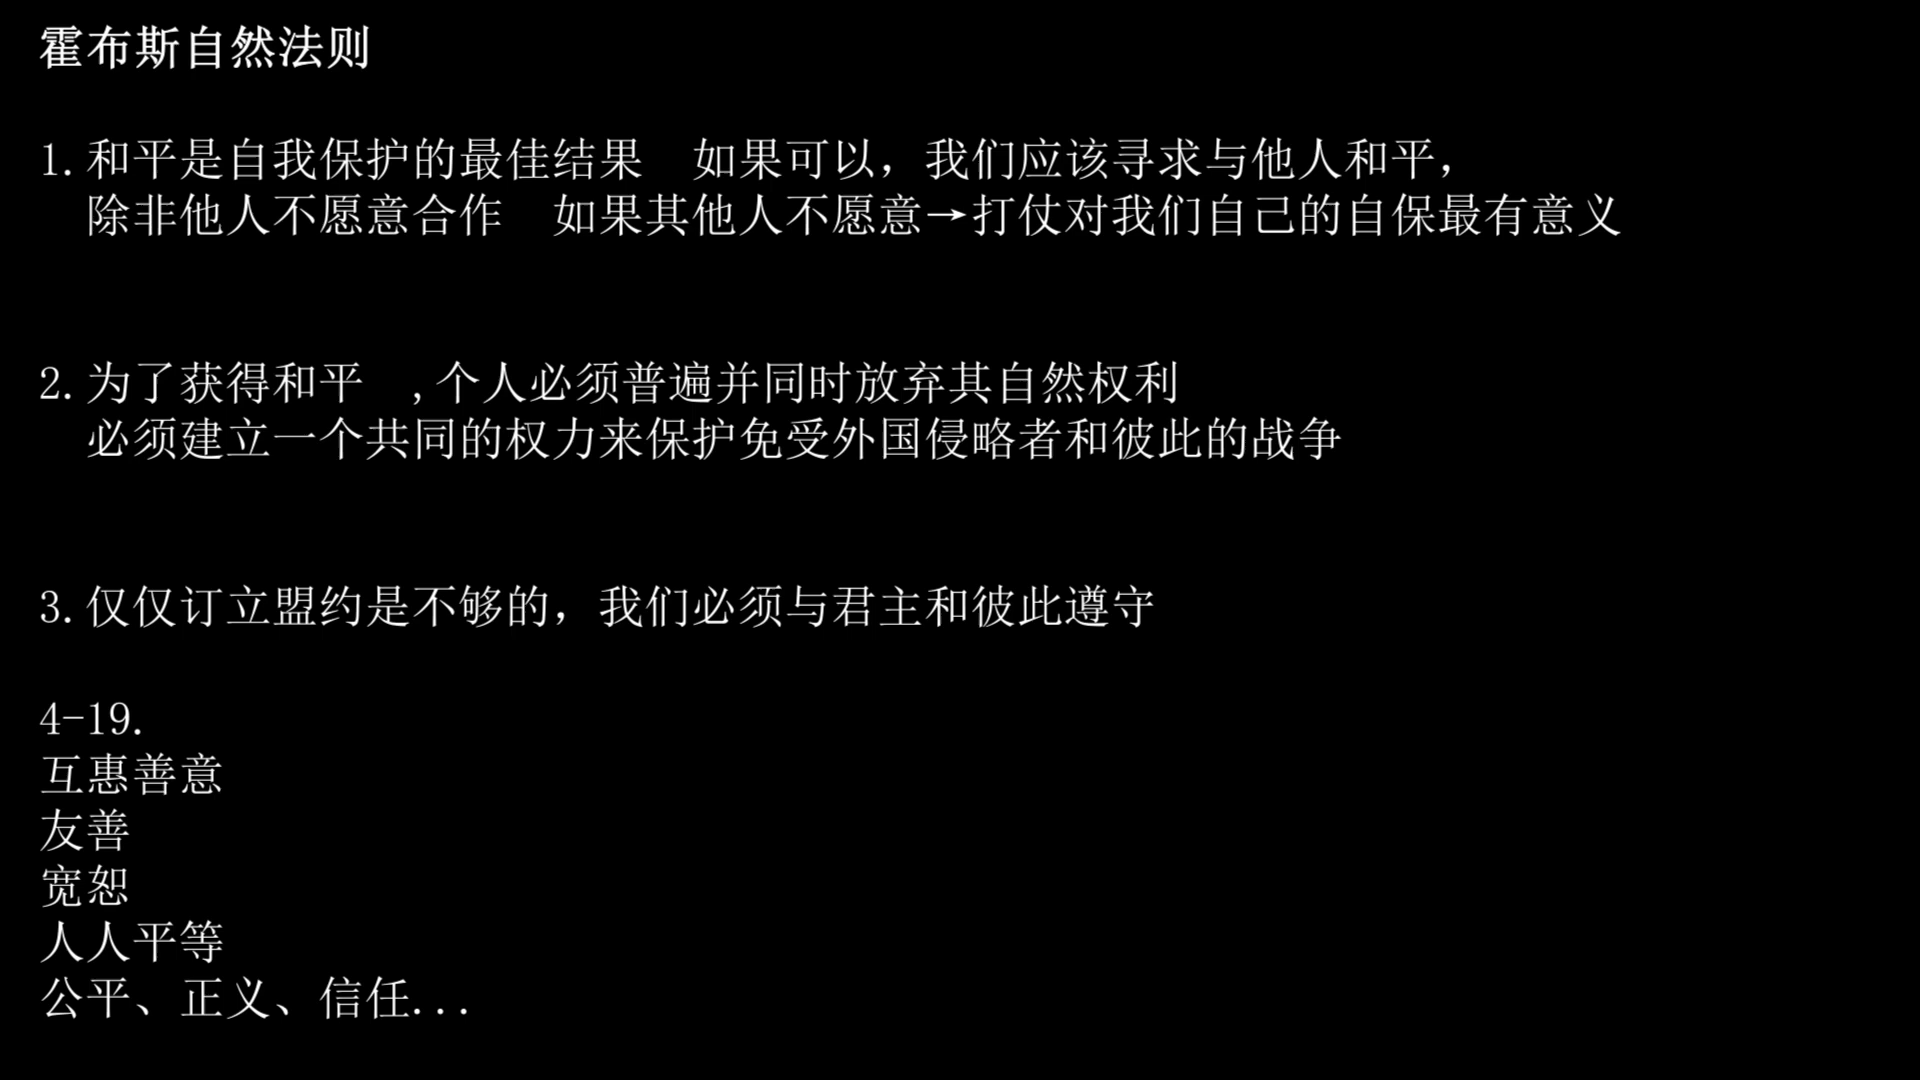 霍布斯自然法则
1.和平是自我保护的最佳结果　如果可以，我们应该寻求与他人和平，
除非他人不愿意合作　如果其他人不愿意→打仗对我们自己的自保最有意义
2.为了获得和平　,个人必须普遍并同时放弃其自然权利
必须建立一个共同的权力来保护免受外国侵略者和彼此的战争
3.仅仅订立盟约是不够的，我们必须与君主和彼此遵守
4-19.
互惠善意
友善
宽恕
人人平等
公平、正义、信任...